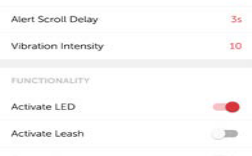 Alert Scroll Delay 3s
Vibration Intensity 10
FUNCTIONALITY
Activate LED
Activate Leash